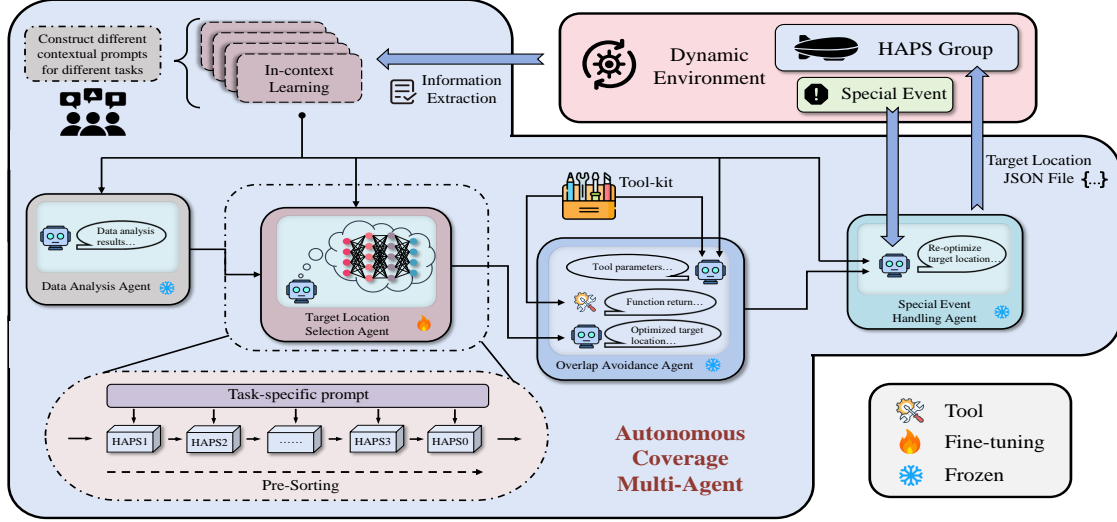 Construct different
contextual prompts
for different tasks
In-context
Learning
Information
Extraction
Dynamic
Environment
HAPS Group
Special Event
Target Location
JSON File {...}
Tool-kit
Data analysis
results…
Data Analysis Agent
Target Location
Selection Agent
Tool parameters…
Function return…
Optimized target
location…
Overlap Avoidance Agent
Re-optimize
target location…
Special Event
Handling Agent
Task-specific prompt
HAPS1
HAPS2
......
HAPS3
HAPS0
Pre-Sorting
Autonomous
Coverage
Multi-Agent
Tool
Fine-tuning
Frozen